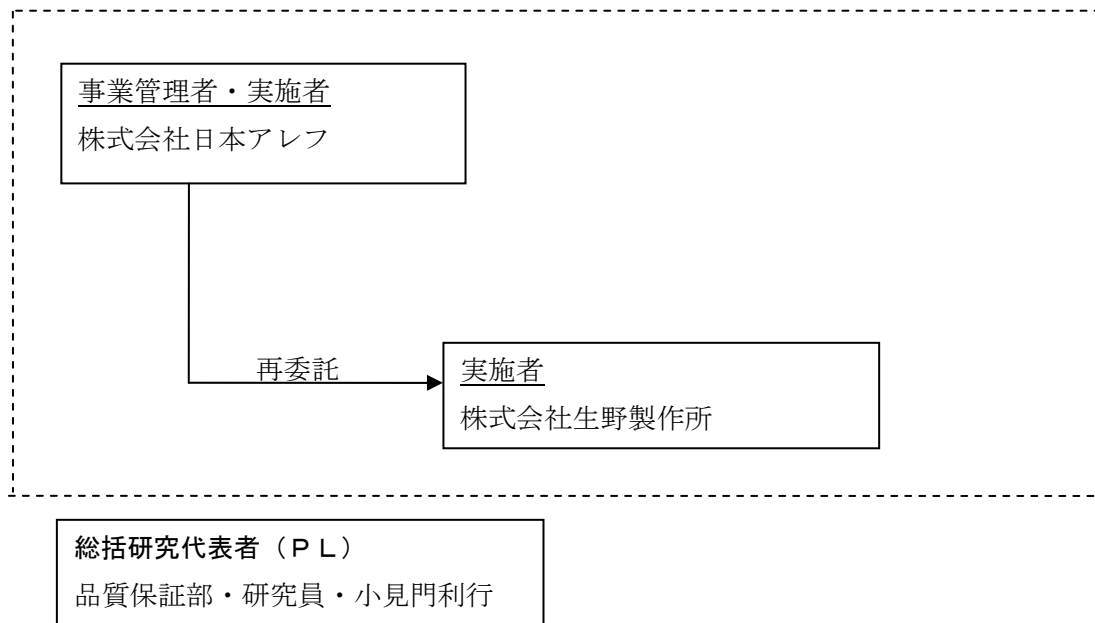 事業管理者・実施者
株式会社日本アレフ
再委託
実施者
株式会社生野製作所
総括研究代表者（ＰＬ）
品質保証部・研究員・小見門利行